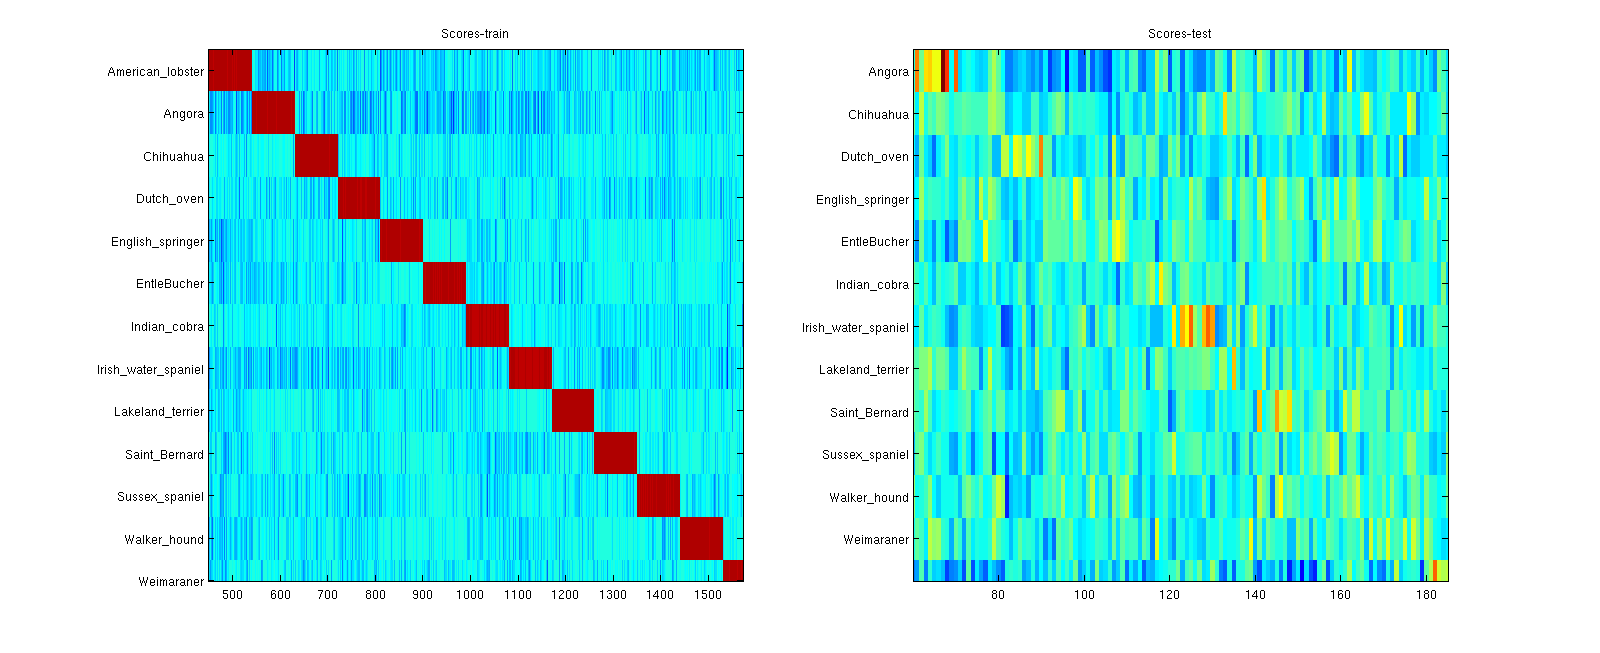 Scores-train
American_lobster
Angora
Chihuahua
Dutch_oven
English_springer
EntleBucher
Indian_cobra
Irish_water_spaniel
Lakeland_terrier
Saint_Bernard
Sussex_spaniel
Walker_hound
Weimaraner
500 600 700 800 900 1000 1100 1200 1300 1400 1500
Scores-test
Angora
Chihuahua
Dutch_oven
English_springer
EntleBucher
Indian_cobra
Irish_water_spaniel
Lakeland_terrier
Saint_Bernard
Sussex_spaniel
Walker_hound
Weimaraner
80 100 120 140 160 180